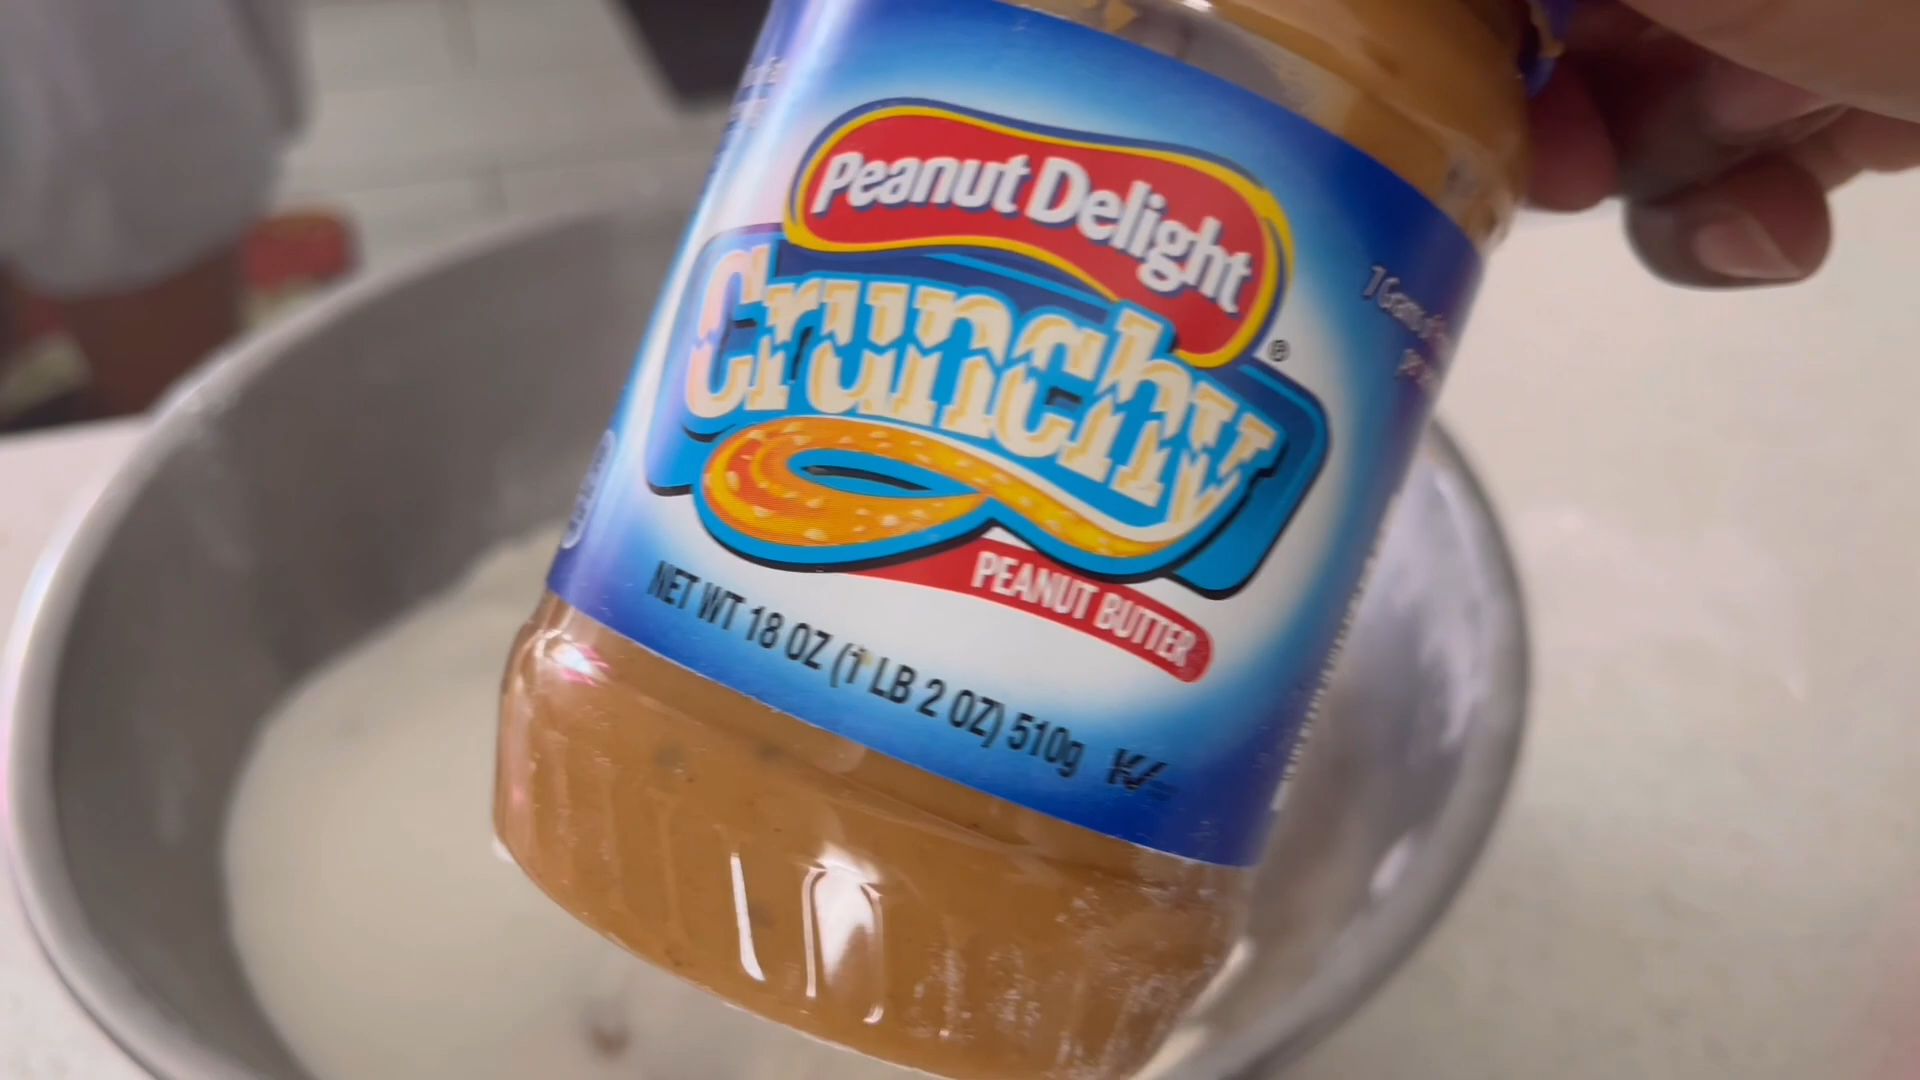 Peanut Delight
®
Crunchy
PEANUT BUTTER
NET WT 18 OZ (1 LB 2 OZ) 510g